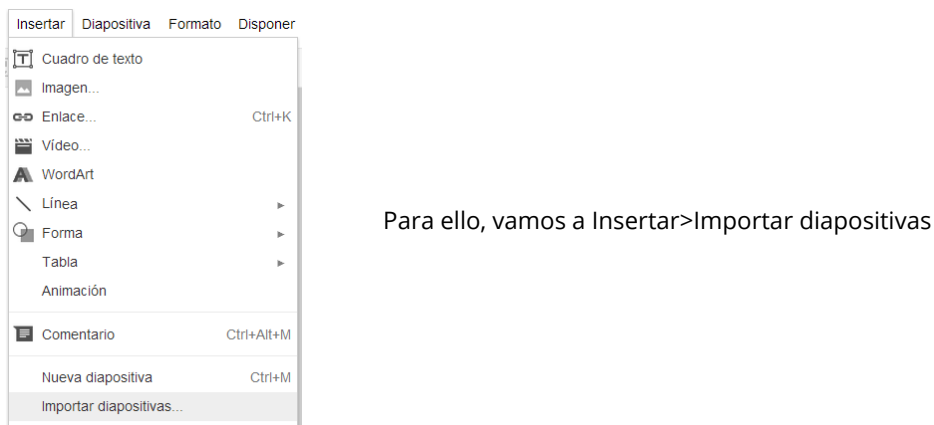 Insertar Diapositiva Formato Disponer
Cuadro de texto
Imagen...
Enlace... Ctrl+K
Vídeo...
WordArt
Línea
Forma
Tabla
Animación
Comentario Ctrl+Alt+M
Nueva diapositiva Ctrl+M
Importar diapositivas...
Para ello, vamos a Insertar>Importar diapositivas